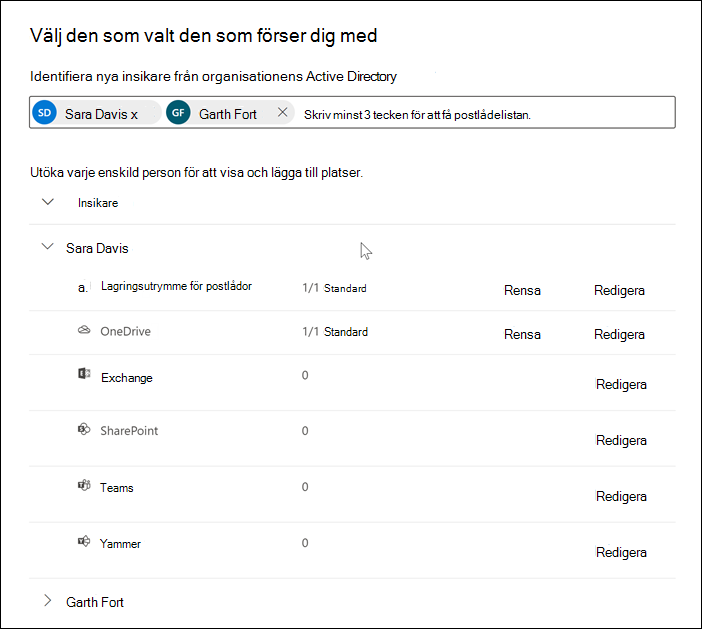 Välj den som valt den som förser dig med
Identifiera nya insikare från organisationens Active Directory
SD Sara Davis x GF Garth Fort Skriv minst 3 tecken för att få postlådelistan.
Utöka varje enskild person för att visa och lägga till platser.
Insikare
Sara Davis
a. Lagringsutrymme för postlådor 1/1 Standard Rensa Redigera
OneDrive 1/1 Standard Rensa Redigera
Exchange 0 Redigera
SharePoint 0 Redigera
Teams 0 Redigera
Yammer 0 Redigera
Garth Fort